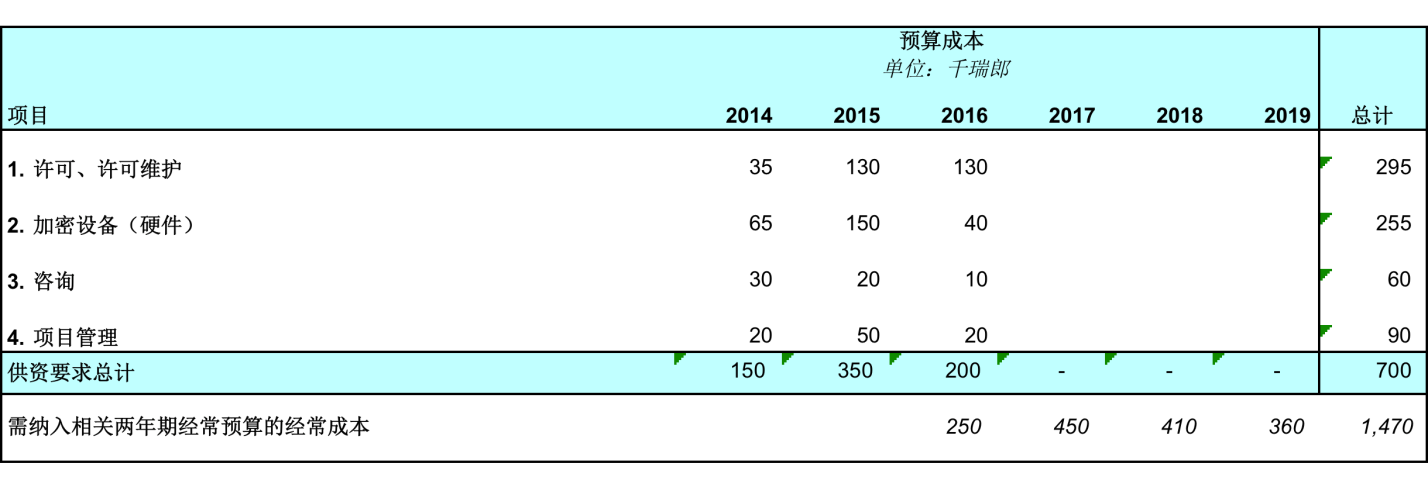 预算成本
单位：千瑞郎
项目 2014 2015 2016 2017 2018 2019 总计
1. 许可、许可维护 35 130 130 295
2. 加密设备（硬件） 65 150 40 255
3. 咨询 30 20 10 60
4. 项目管理 20 50 20 90
供资要求总计 150 350 200 - - - 700
需纳入相关两年期经常预算的经常成本 250 450 410 360 1,470